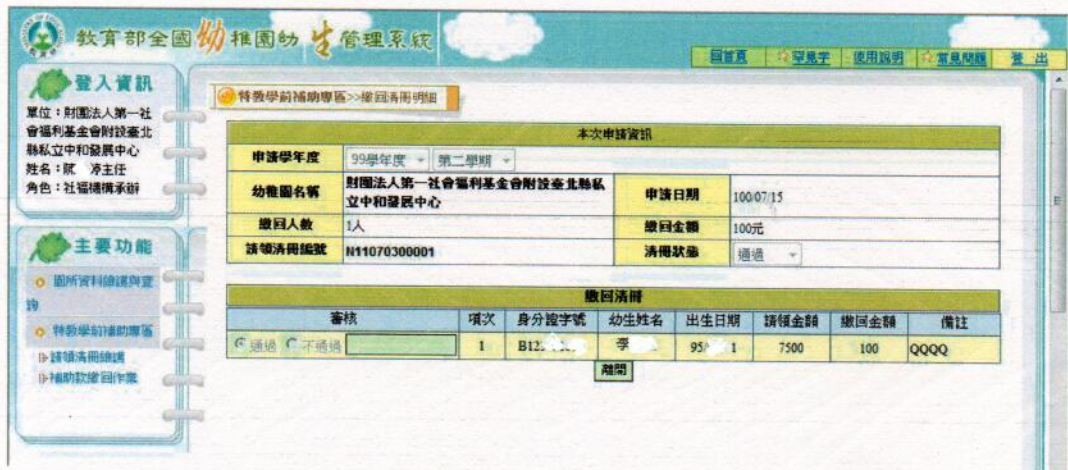 教育部全國幼稚園幼生管理系統
回首頁 罕見字 使用說明 常見問題 登出
登入資訊
單位：財團法人第一社
會福利基金會附設臺北
縣私立中和發展中心
姓名：
角色：社福機構承辦
特教學前補助專區>>繳回清冊明細
本次申請資訊
申請學年度 99學年度 第二學期
幼稚園名稱 財團法人第一社會福利基金會附設臺北縣私
立中和發展中心
申請日期 100/07/15
繳回人數 1人 繳回金額 100元
請領清冊編號 N11070300001 清冊狀態 通過
主要功能
園所資料維護與查
詢
特教學前補助專區
請領清冊維護
補助款繳回作業
繳回清冊
審核 項次 身分證字號 幼生姓名 出生日期 請領金額 繳回金額 備註
通過 不通過 1 李 7500 100 QQQQ
離開